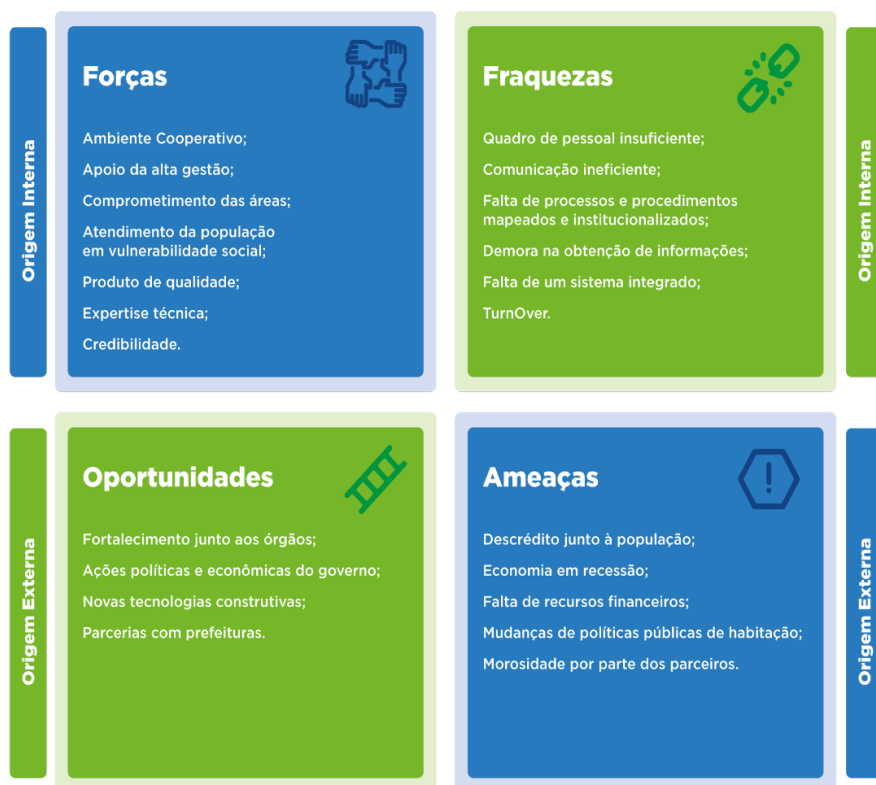 Origem Interna
Forças
Ambiente Cooperativo;
Apoio da alta gestão;
Comprometimento das áreas;
Atendimento da população
em vulnerabilidade social;
Produto de qualidade;
Expertise técnica;
Credibilidade.
Fraquezas
Quadro de pessoal insuficiente;
Comunicação ineficiente;
Falta de processos e procedimentos
mapeados e institucionalizados;
Demora na obtenção de informações;
Falta de um sistema integrado;
TurnOver.
Origem Interna
Origem Externa
Oportunidades
Fortalecimento junto aos órgãos;
Ações políticas e econômicas do governo;
Novas tecnologias construtivas;
Parcerias com prefeituras.
Ameaças
Descrédito junto à população;
Economia em recessão;
Falta de recursos financeiros;
Mudanças de políticas públicas de habitação;
Morosidade por parte dos parceiros.
Origem Externa